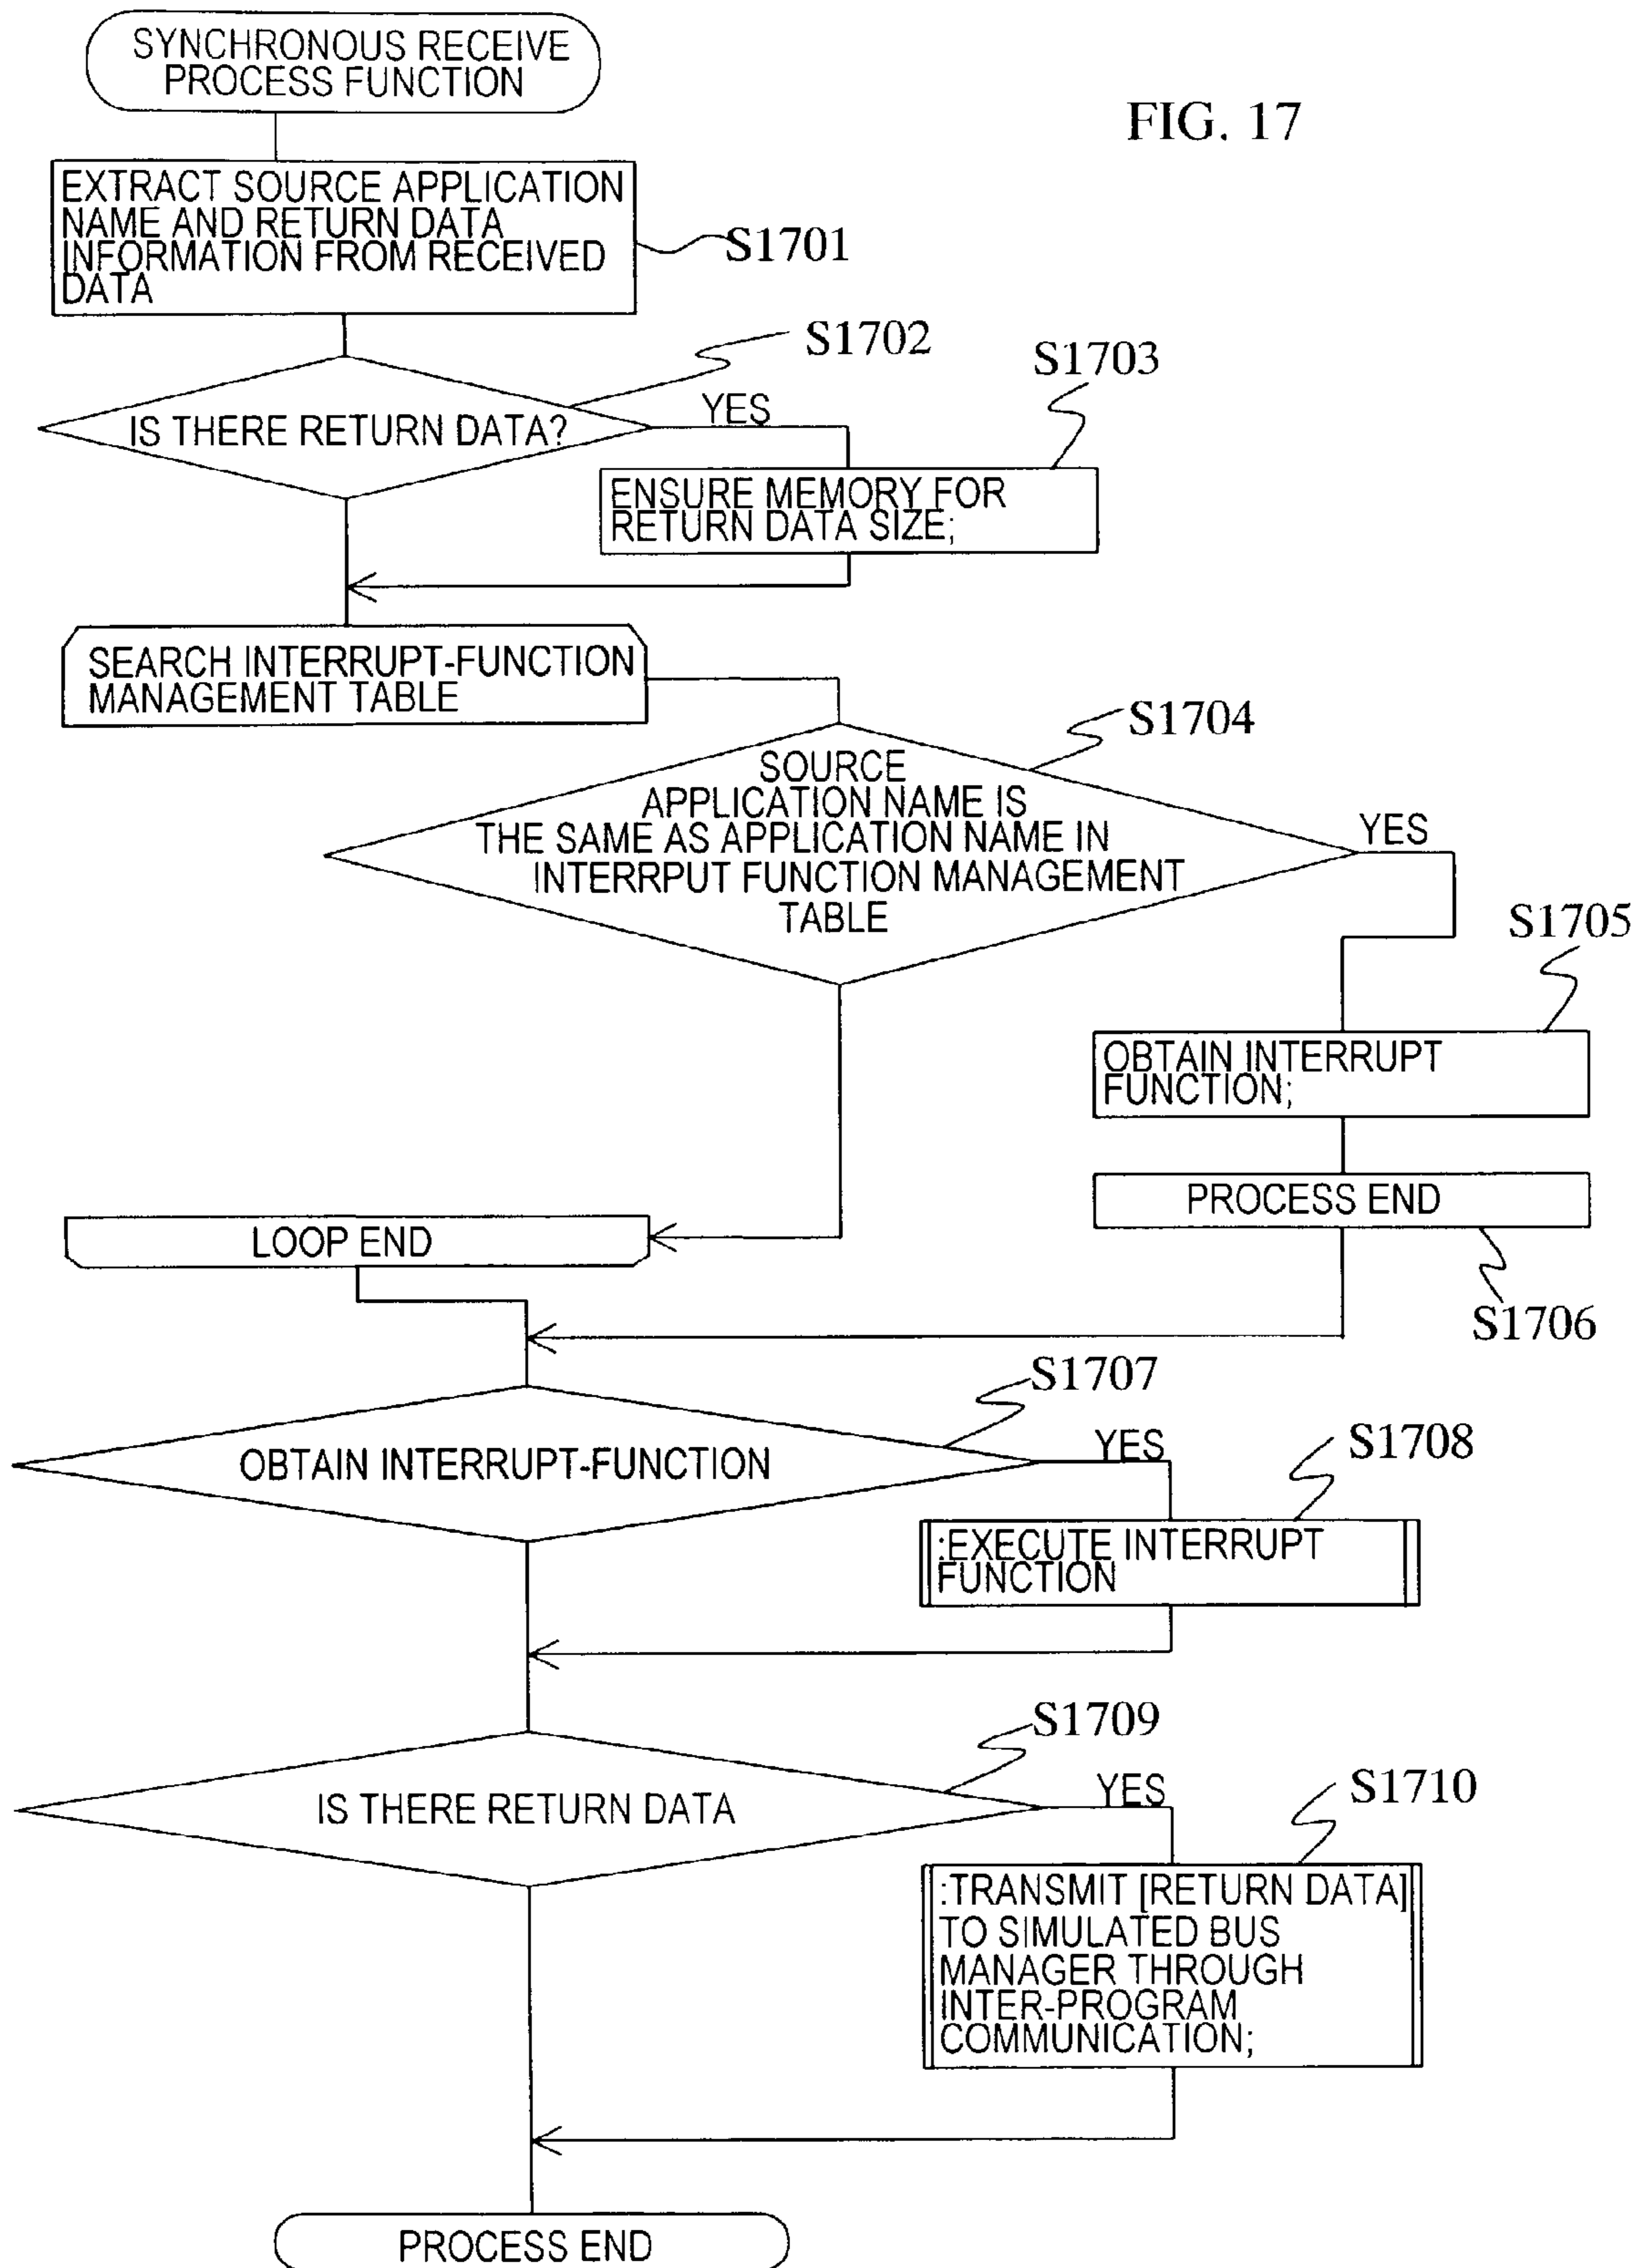 SYNCHRONOUS RECEIVE
PROCESS FUNCTION
FIG. 17
EXTRACT SOURCE APPLICATION
NAME AND RETURN DATA
INFORMATION FROM RECEIVED
DATA
S1701
S1702
IS THERE RETURN DATA?
YES
S1703
ENSURE MEMORY FOR
RETURN DATA SIZE;
SEARCH INTERRUPT-FUNCTION
MANAGEMENT TABLE
S1704
SOURCE
APPLICATION NAME IS
THE SAME AS APPLICATION NAME IN
INTERRPUT FUNCTION MANAGEMENT
TABLE
YES
S1705
OBTAIN INTERRUPT
FUNCTION;
PROCESS END
S1706
LOOP END
S1707
OBTAIN INTERRUPT-FUNCTION
YES
S1708
:EXECUTE INTERRUPT
FUNCTION
S1709
IS THERE RETURN DATA
YES
S1710
:TRANSMIT [RETURN DATA]
TO SIMULATED BUS
MANAGER THROUGH
INTER-PROGRAM
COMMUNICATION;
PROCESS END